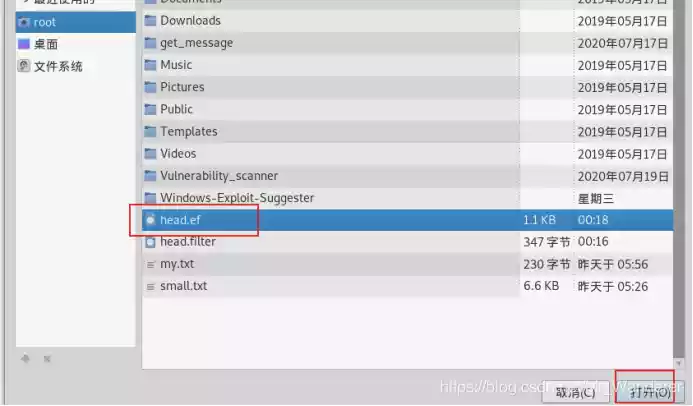 root
桌面
文件系统
Downloads 2019年05月17日
get_message 2020年07月17日
Music 2019年05月17日
Pictures 2019年05月17日
Public 2019年05月17日
Templates 2019年05月17日
Videos 2019年05月17日
Vulnerability_scanner 2020年07月19日
Windows-Exploit-Suggester 星期三
head.ef 1.1 KB 00:18
head.filter 347 字节 00:16
my.txt 230 字节 昨天于 05:56
small.txt 6.6 KB 昨天于 05:26
取消(C) 打开(O)